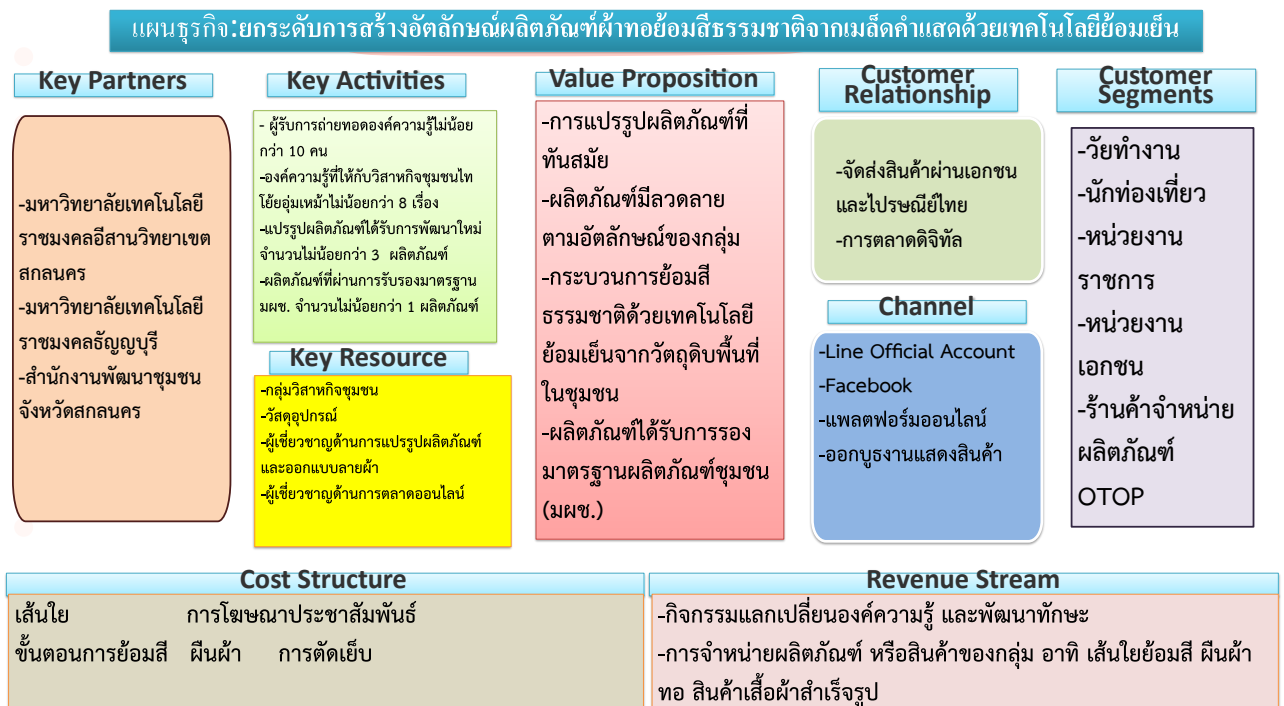 แผนธุรกิจ:ยกระดับการสร้างอัตลักษณ์ผลิตภัณฑ์ผ้าทอย้อมสีธรรมชาติจากเมล็ดคำแสดด้วยเทคโนโลยีย้อมเย็น
Key Partners
-มหาวิทยาลัยเทคโนโลยี
ราชมงคลอีสานวิทยาเขต
สกลนคร
-มหาวิทยาลัยเทคโนโลยี
ราชมงคลธัญญบุรี
-สำนักงานพัฒนาชุมชน
จังหวัดสกลนคร
Key Activities
- ผู้รับการถ่ายทอดองค์ความรู้ไม่น้อย
กว่า 10 คน
-องค์ความรู้ที่ให้กับวิสาหกิจชุมชนไท
โย้ยอุ่มเหม้าไม่น้อยกว่า 8 เรื่อง
-แปรรูปผลิตภัณฑ์ได้รับการพัฒนาใหม่
จำนวนไม่น้อยกว่า 3 ผลิตภัณฑ์
-ผลิตภัณฑ์ที่ผ่านการรับรองมาตรฐาน
มผช. จำนวนไม่น้อยกว่า 1 ผลิตภัณฑ์
Key Resource
-กลุ่มวิสาหกิจชุมชน
-วัสดุอุปกรณ์
-ผู้เชี่ยวชาญด้านการแปรรูปผลิตภัณฑ์
และออกแบบลายผ้า
-ผู้เชี่ยวชาญด้านการตลาดออนไลน์
Value Proposition
-การแปรรูปผลิตภัณฑ์ที่
ทันสมัย
-ผลิตภัณฑ์มีลวดลาย
ตามอัตลักษณ์ของกลุ่ม
-กระบวนการย้อมสี
ธรรมชาติด้วยเทคโนโลยี
ย้อมเย็นจากวัตถุดิบพื้นที่
ในชุมชน
-ผลิตภัณฑ์ได้รับการรอง
มาตรฐานผลิตภัณฑ์ชุมชน
(มผช.)
Customer
Relationship
-จัดส่งสินค้าผ่านเอกชน
และไปรษณีย์ไทย
-การตลาดดิจิทัล
Channel
-Line Official Account
-Facebook
-แพลตฟอร์มออนไลน์
-ออกบูธงานแสดงสินค้า
Customer
Segments
-วัยทำงาน
-นักท่องเที่ยว
-หน่วยงาน
ราชการ
-หน่วยงาน
เอกชน
-ร้านค้าจำหน่าย
ผลิตภัณฑ์
OTOP
Cost Structure
เส้นใย การโฆษณาประชาสัมพันธ์
ขั้นตอนการย้อมสี ผืนผ้า การตัดเย็บ
Revenue Stream
-กิจกรรมแลกเปลี่ยนองค์ความรู้ และพัฒนาทักษะ
-การจำหน่ายผลิตภัณฑ์ หรือสินค้าของกลุ่ม อาทิ เส้นใยย้อมสี ผืนผ้า
ทอ สินค้าเสื้อผ้าสำเร็จรูป